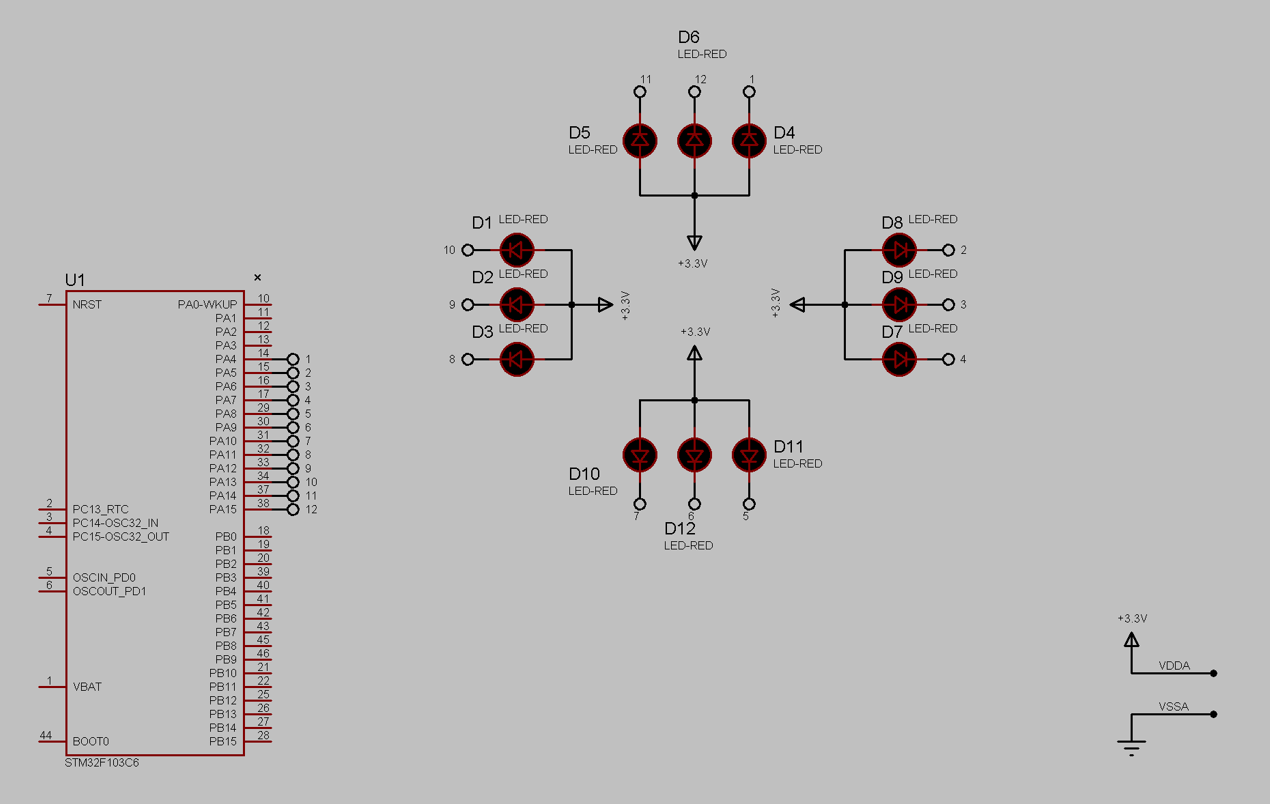 D6
LED-RED
11 12 1
D5 D4
LED-RED LED-RED
+3.3V
D1 LED-RED
10
LED-RED
D2
9
LED-RED
D3
8
+3.3V
D8 LED-RED
2
LED-RED
D9
3
LED-RED
D7
4
+3.3V
+3.3V
D11
LED-RED
D10
LED-RED
7 6 5
D12
LED-RED
U1
7 NRST PA0-WKUP 10
PA1 11
PA2 12
PA3 13
PA4 14 1
PA5 15 2
PA6 16 3
PA7 17 4
PA8 29 5
PA9 30 6
PA10 31 7
PA11 32 8
PA12 33 9
PA13 34 10
PA14 37 11
2 PC13_RTC PA15 38 12
3 PC14-OSC32_IN
4 PC15-OSC32_OUT PB0 18
PB1 19
PB2 20
5 OSCIN_PD0 PB3 39
6 OSCOUT_PD1 PB4 40
PB5 41
PB6 42
PB7 43
PB8 45
PB9 46
PB10 21
1 VBAT PB11 22
PB12 25
PB13 26
PB14 27
44 BOOT0 PB15 28
STM32F103C6
+3.3V
VDDA
VSSA